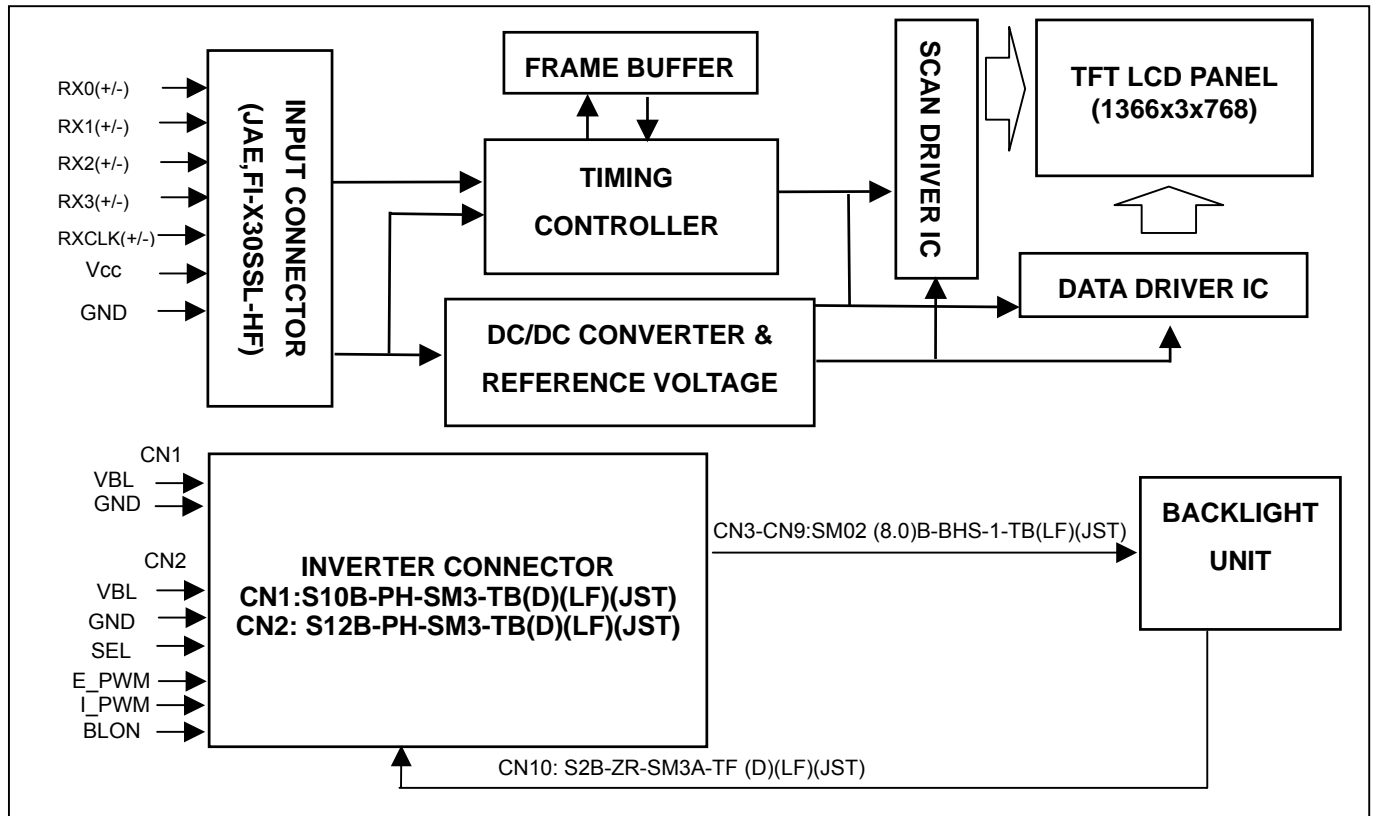 RX0(+/-)
RX1(+/-)
RX2(+/-)
RX3(+/-)
RXCLK(+/-)
Vcc
GND
INPUT CONNECTOR
(JAE,FI-X30SSL-HF)
FRAME BUFFER
TIMING
CONTROLLER
DC/DC CONVERTER &
REFERENCE VOLTAGE
SCAN DRIVER IC
TFT LCD PANEL
(1366x3x768)
DATA DRIVER IC
CN1
VBL
GND
CN2
VBL
GND
SEL
E_PWM
I_PWM
BLON
INVERTER CONNECTOR
CN1:S10B-PH-SM3-TB(D)(LF)(JST)
CN2: S12B-PH-SM3-TB(D)(LF)(JST)
CN3-CN9:SM02 (8.0)B-BHS-1-TB(LF)(JST)
BACKLIGHT
UNIT
CN10: S2B-ZR-SM3A-TF (D)(LF)(JST)